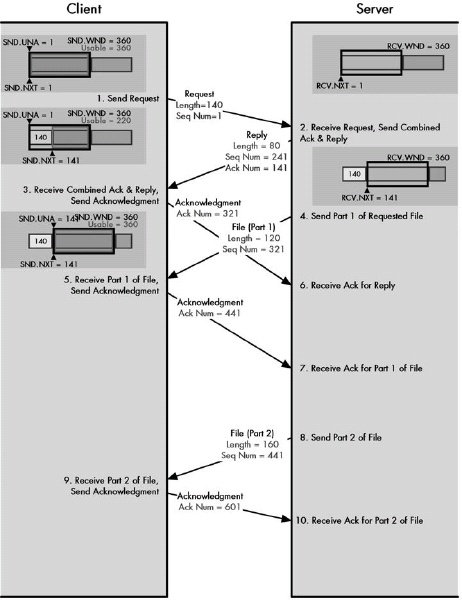 Client
Server
SND.UNA = 1
SND.WND = 360
Usable = 360
SND.NXT = 1
RCV.WND = 360
RCV.NXT = 1
1. Send Request
Request
Length=140
Seq Num=1
SND.UNA = 1
SND.WND = 360
Usable = 220
140
SND.NXT = 141
2. Receive Request, Send Combined
Ack & Reply
Reply
Length = 80
Seq Num = 241
Ack Num = 141
RCV.WND = 360
140
RCV.NXT = 141
3. Receive Combined Ack & Reply,
Send Acknowledgment
Acknowledgment
Ack Num = 321
4. Send Part 1 of Requested File
SND.UNA = 141
SND.WND = 360
Usable = 360
140
SND.NXT = 141
File (Part 1)
Length = 120
Seq Num = 321
5. Receive Part 1 of File,
Send Acknowledgment
6. Receive Ack for Reply
Acknowledgment
Ack Num = 441
7. Receive Ack for Part 1 of File
File (Part 2)
Length = 160
Seq Num = 441
8. Send Part 2 of File
9. Receive Part 2 of File,
Send Acknowledgment
Acknowledgment
Ack Num = 601
10. Receive Ack for Part 2 of File